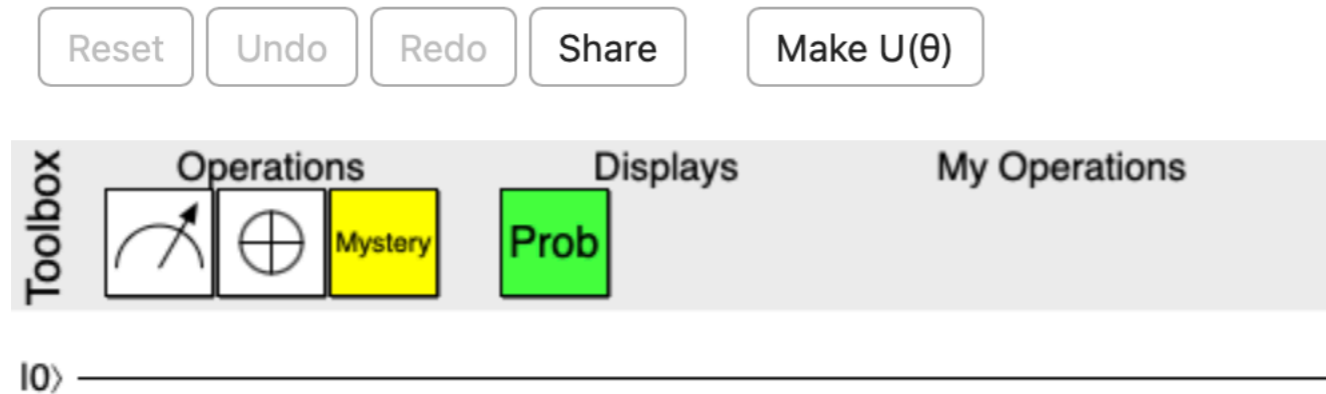 Reset Undo Redo Share Make U(θ)
Toolbox
Operations Displays My Operations
Mystery Prob
|0⟩